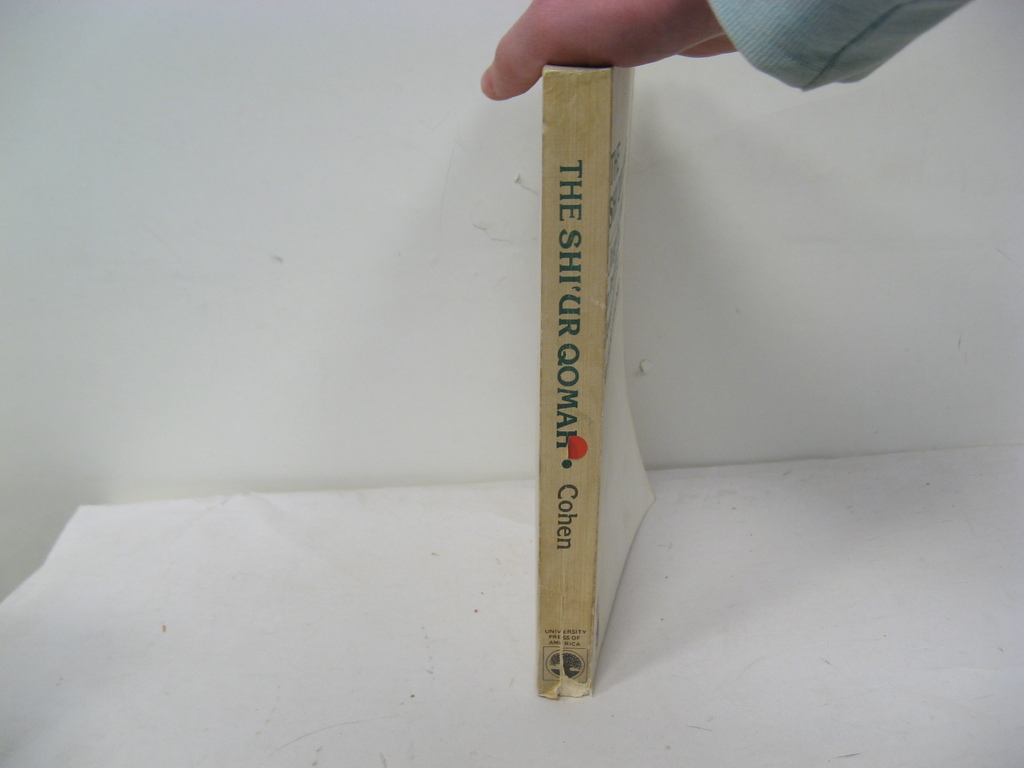 THE SHI'UR QOMAH • Cohen
UNIVERSITY
PRESS OF
AMERICA